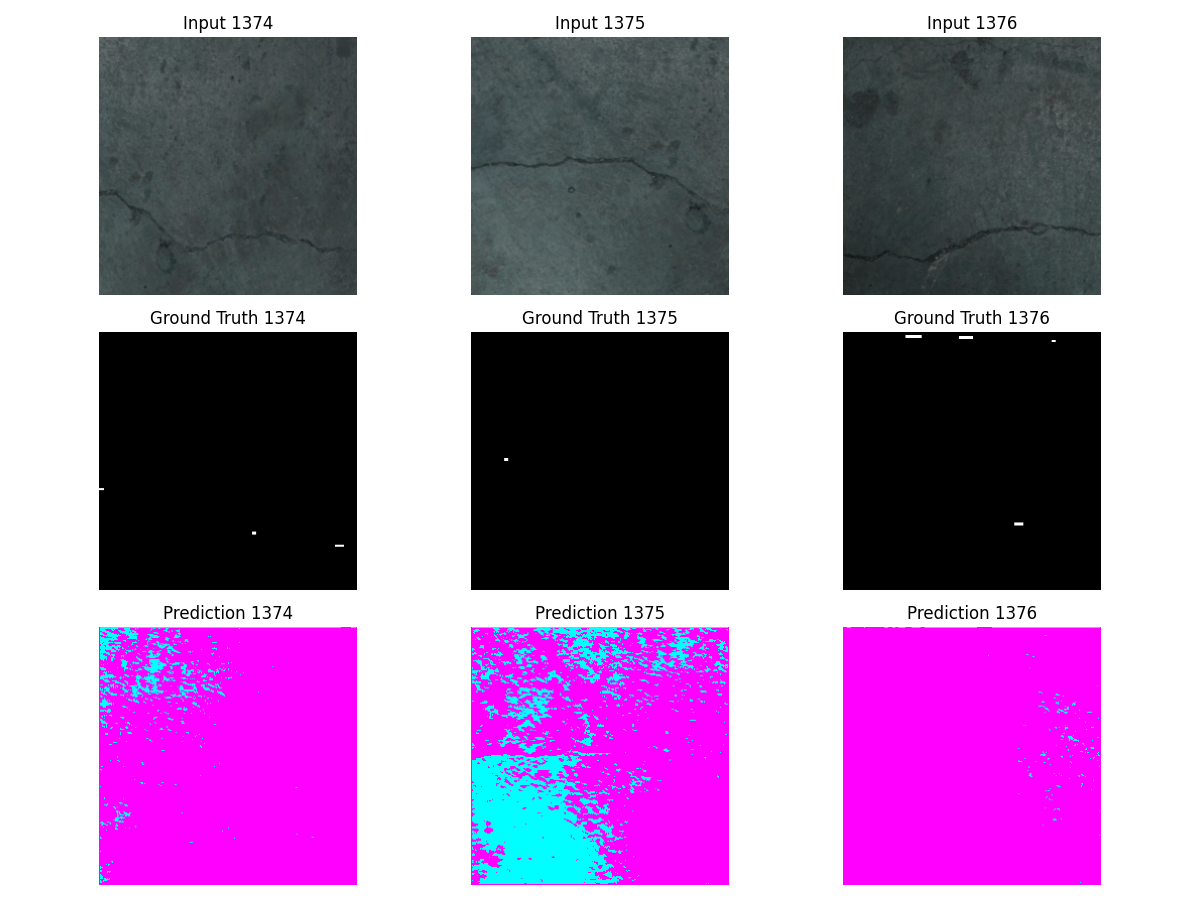 Input 1374
Input 1375
Input 1376
Ground Truth 1374
Ground Truth 1375
Ground Truth 1376
Prediction 1374
Prediction 1375
Prediction 1376